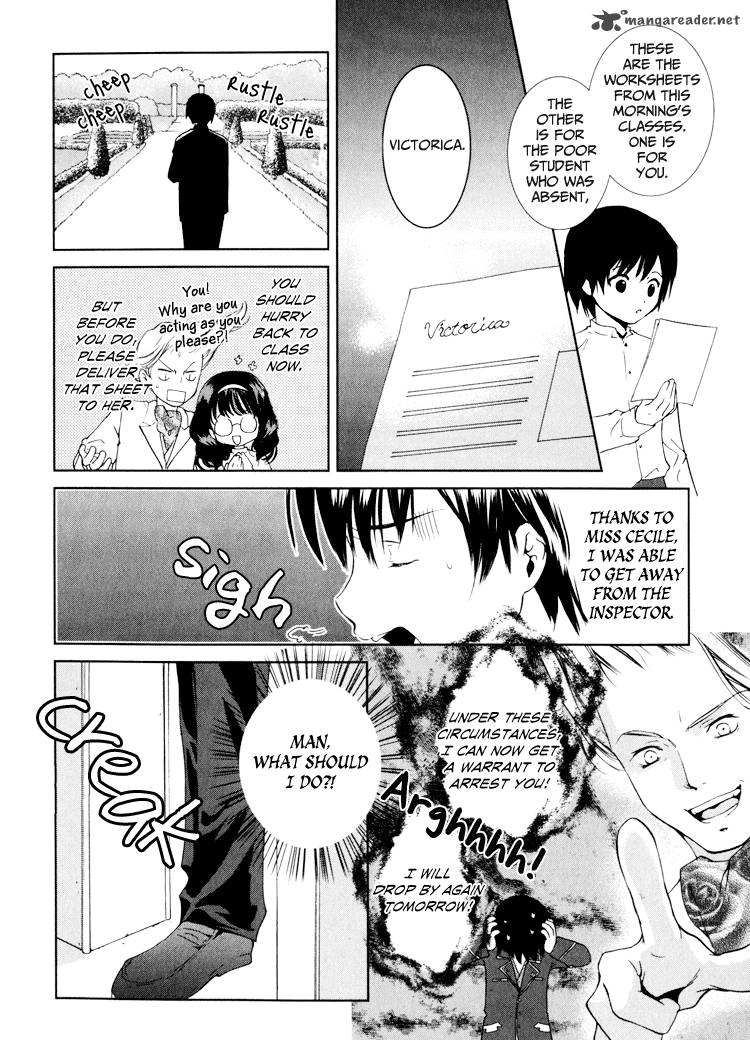 mangareader.net
THESE
ARE THE
WORKSHEETS
FROM THIS
MORNING'S
CLASSES.
ONE IS
FOR
YOU.
THE
OTHER
IS FOR
THE POOR
STUDENT
WHO WAS
ABSENT,
VICTORICA.
Victorica
cheep
cheep
Rustle
Rustle
YOU
SHOULD
HURRY
BACK TO
CLASS
NOW.
You!
Why are you
acting as you
please?!
BUT
BEFORE
YOU DO,
PLEASE
DELIVER
THAT SHEET
TO HER.
THANKS TO
MISS CECILE,
I WAS ABLE
TO GET AWAY
FROM THE
INSPECTOR.
sigh
UNDER THESE
CIRCUMSTANCES,
I CAN NOW GET
A WARRANT TO
ARREST YOU!
MAN,
WHAT SHOULD
I DO?!
Creak
Arghhhh!
I WILL
DROP BY AGAIN
TOMORROW?